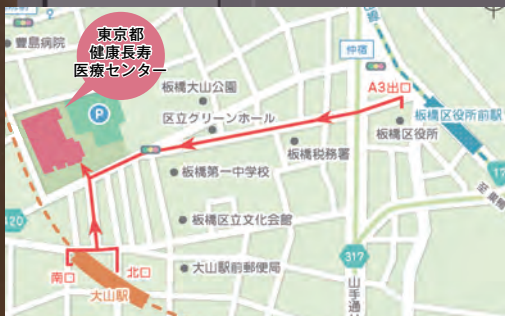 東京都
健康長寿
医療センター
豊島病院
仲宿
板橋大山公園
A3出口
P
区立グリーンホール
板橋区役所前駅
板橋区役所
板橋税務署
板橋第一中学校
17
420
板橋区立文化会館
317
南口
北口
大山駅前郵便局
大山駅
山手通